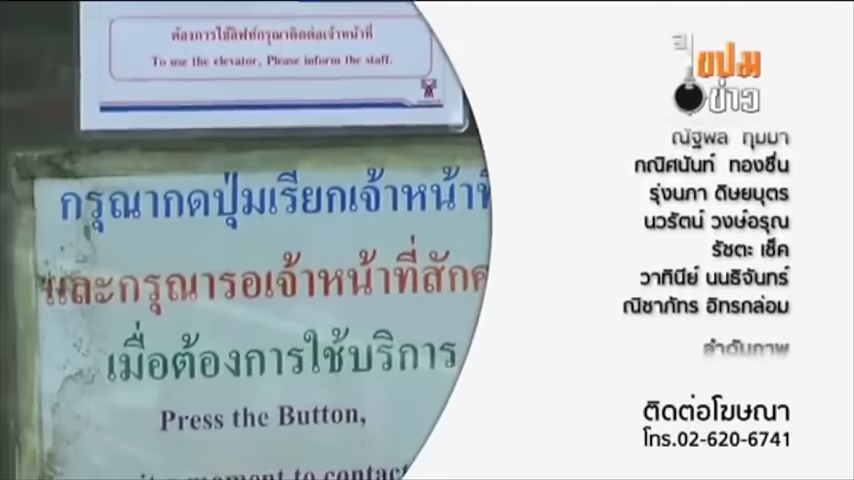 ต้องการใช้ลิฟท์กรุณาติดต่อเจ้าหน้าที่
To use the elevator, Please inform the staff.
กรุณากดปุ่มเรียกเจ้าหน้าที่
และกรุณารอเจ้าหน้าที่สักค
เมื่อต้องการใช้บริการ
Press the Button,
a moment to contact
ไขปม
ข่าว
ณัฐพล กุมมา
กณิศนันท์ ทองชื่น
รุ่งนภา ดิษยบุตร
นวรัตน์ วงษ์อรุณ
รัชตะ เช็ค
วาทินีย์ นนธิจันทร์
ณิชาภัทร อิทรกล่อม
ลำดับภาพ
ติดต่อโฆษณา
โทร.02-620-6741